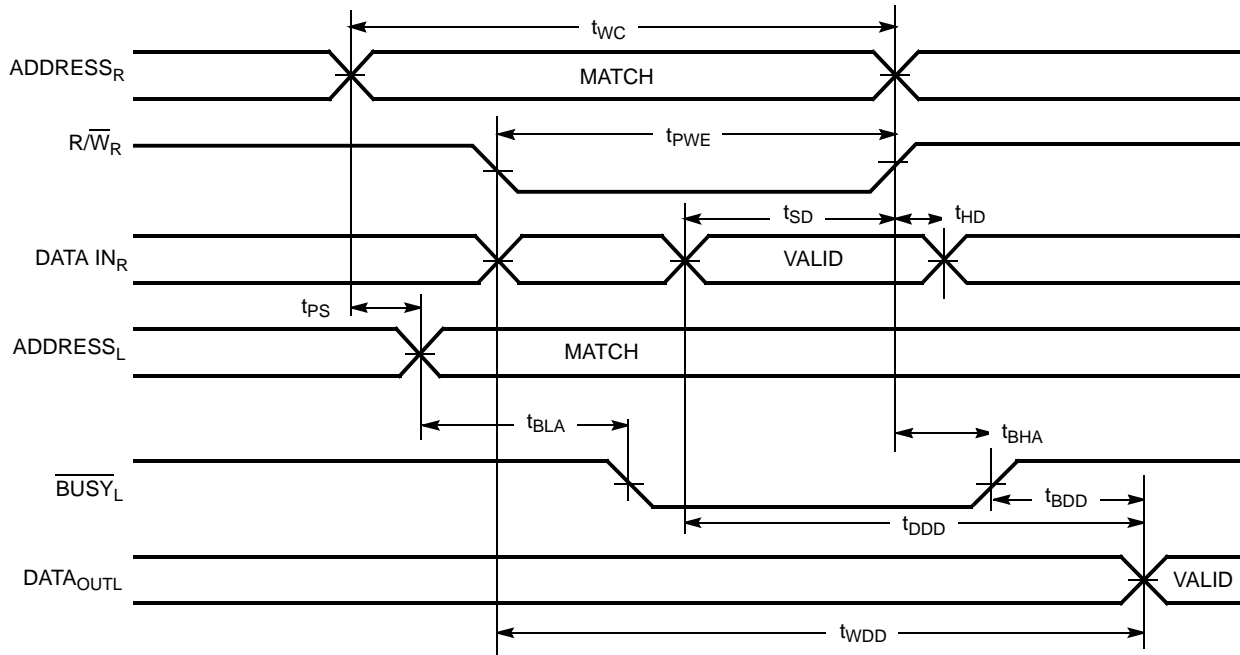 tWC
ADDRESSR
MATCH
R/W̅R
tPWE
tSD
tHD
DATA INR
VALID
tPS
ADDRESSL
MATCH
tBLA
tBHA
B̅U̅S̅Y̅L̅
tBDD
tDDD
DATAOUTL
VALID
tWDD